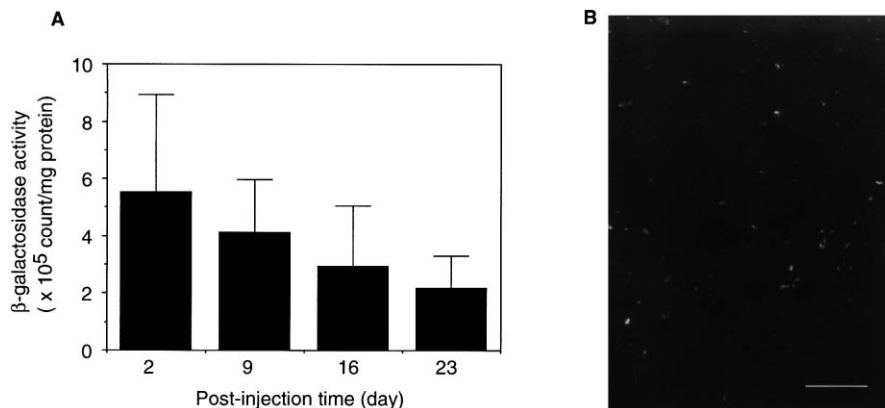 A
β-galactosidase activity
( x 10⁵ count/mg protein)
10
8
6
4
2
0
2 9 16 23
Post-injection time (day)
B